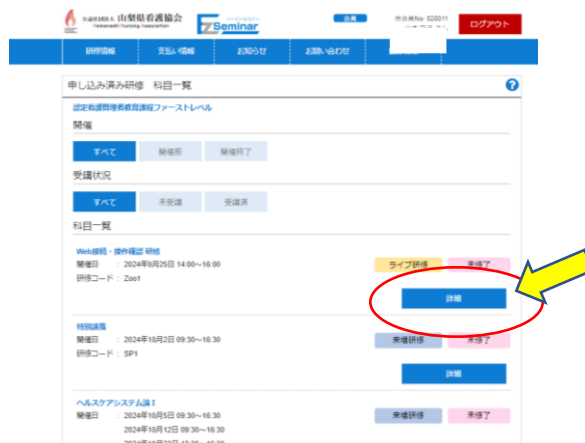 公益社団法人 山梨県看護協会
Yamanashi Nursing Association
Seminar
会員
県会員No. 020011
ログアウト
研修情報
支払い情報
お知らせ
お問い合わせ
申し込み済み研修 科目一覧
?
認定看護管理者教育課程ファーストレベル
開催
すべて
開催前
開催終了
受講状況
すべて
未受講
受講済
科目一覧
Web接続・操作確認 研修
開催日 : 2024年9月25日 14:00~16:00
ライブ研修
未修了
研修コード : Zoo1
詳細
特別講義
開催日 : 2024年10月2日 09:30~16:30
来場研修
未修了
研修コード : SP1
詳細
ヘルスケアシステム論Ⅰ
開催日 : 2024年10月5日 09:30~16:30
来場研修
未修了
2024年10月12日 09:30~16:30